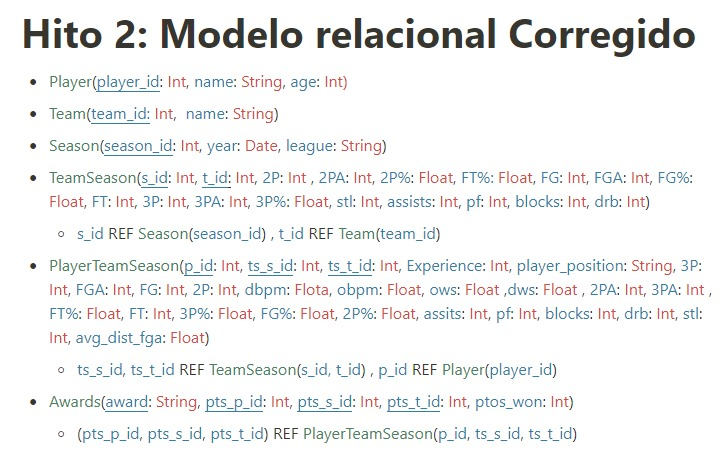 Hito 2: Modelo relacional Corregido
• Player(player_id: Int, name: String, age: Int)
• Team(team_id: Int, name: String)
• Season(season_id: Int, year: Date, league: String)
• TeamSeason(s_id: Int, t_id: Int, 2P: Int , 2PA: Int, 2P%: Float, FT%: Float, FG: Int, FGA: Int, FG%:
Float, FT: Int, 3P: Int, 3PA: Int, 3P%: Float, stl: Int, assists: Int, pf: Int, blocks: Int, drb: Int)
◦ s_id REF Season(season_id) , t_id REF Team(team_id)
• PlayerTeamSeason(p_id: Int, ts_s_id: Int, ts_t_id: Int, Experience: Int, player_position: String, 3P:
Int, FGA: Int, FG: Int, 2P: Int, dbpm: Flota, obpm: Float, ows: Float ,dws: Float , 2PA: Int, 3PA: Int ,
FT%: Float, FT: Int, 3P%: Float, FG%: Float, 2P%: Float, assits: Int, pf: Int, blocks: Int, drb: Int, stl:
Int, avg_dist_fga: Float)
◦ ts_s_id, ts_t_id REF TeamSeason(s_id, t_id) , p_id REF Player(player_id)
• Awards(award: String, pts_p_id: Int, pts_s_id: Int, pts_t_id: Int, ptos_won: Int)
◦ (pts_p_id, pts_s_id, pts_t_id) REF PlayerTeamSeason(p_id, ts_s_id, ts_t_id)